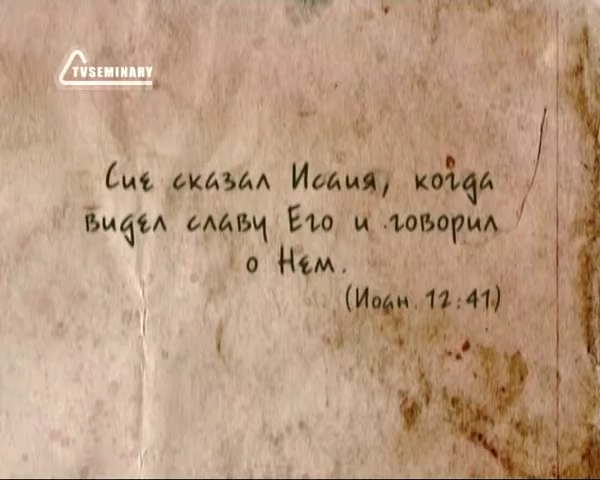 TVSEMINARY
Сие сказал Исаия, когда
видел славу Его и говорил
о Нем.
(Иоан. 12:41)